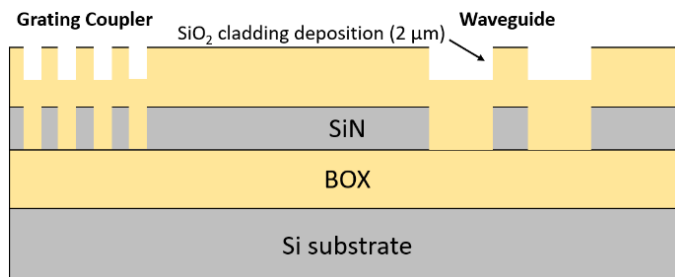 Grating Coupler
Waveguide
SiO₂ cladding deposition (2 μm)
SiN
BOX
Si substrate